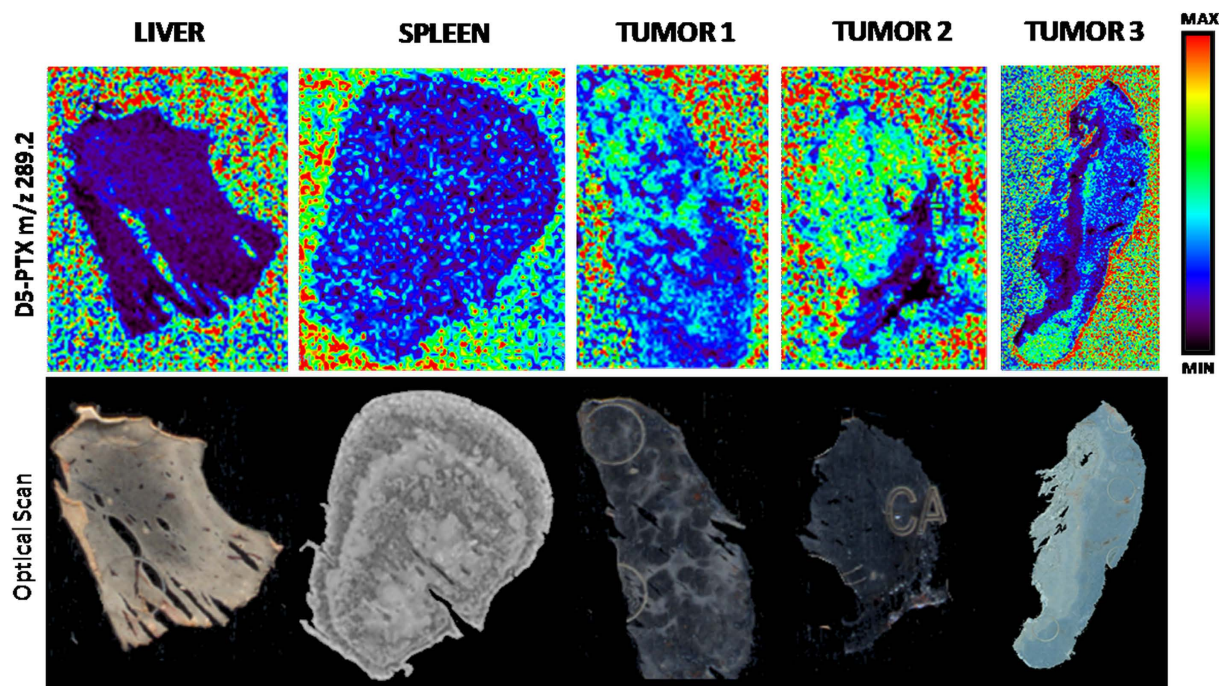 LIVER SPLEEN TUMOR 1 TUMOR 2 TUMOR 3
MAX
D5-PTX m/z 289.2
MIN
Optical Scan
CA